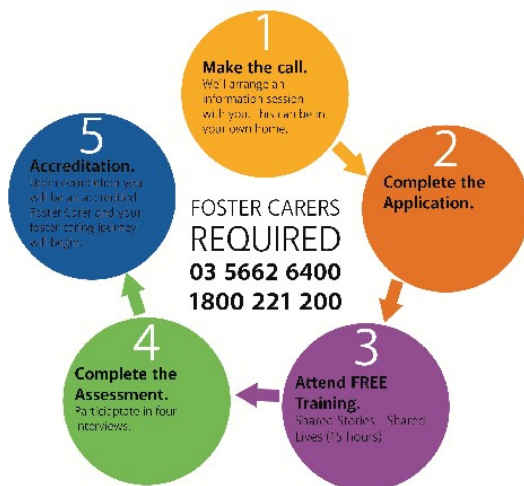 1
Make the call.
We'll arrange an
information session
with you. This can be in
your own home.
2
Complete the
Application.
3
Attend FREE
Training.
Shared Stories Shared
Lives (15 hours)
4
Complete the
Assessment.
Particiaptate in four
interviews.
5
Accreditation.
Upon completion you
will be an accredited
Foster Carer and your
foster caring journey
will begin.
FOSTER CARERS
REQUIRED
03 5662 6400
1800 221 200